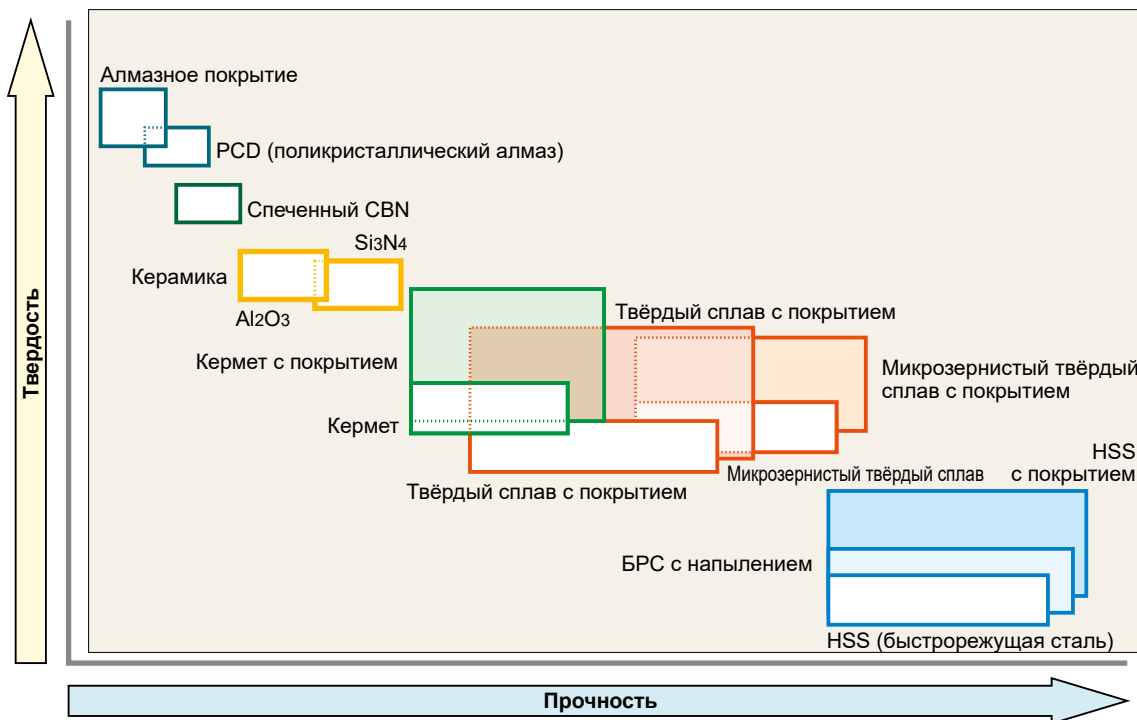 Алмазное покрытие
PCD (поликристаллический алмаз)
Спеченный CBN
Si3N4
Керамика
Al2O3
Твёрдый сплав с покрытием
Кермет с покрытием
Микрозернистый твёрдый
сплав с покрытием
Кермет
HSS
с покрытием
Микрозернистый твёрдый сплав
Твёрдый сплав с покрытием
БРС с напылением
HSS (быстрорежущая сталь)
Твердость
Прочность